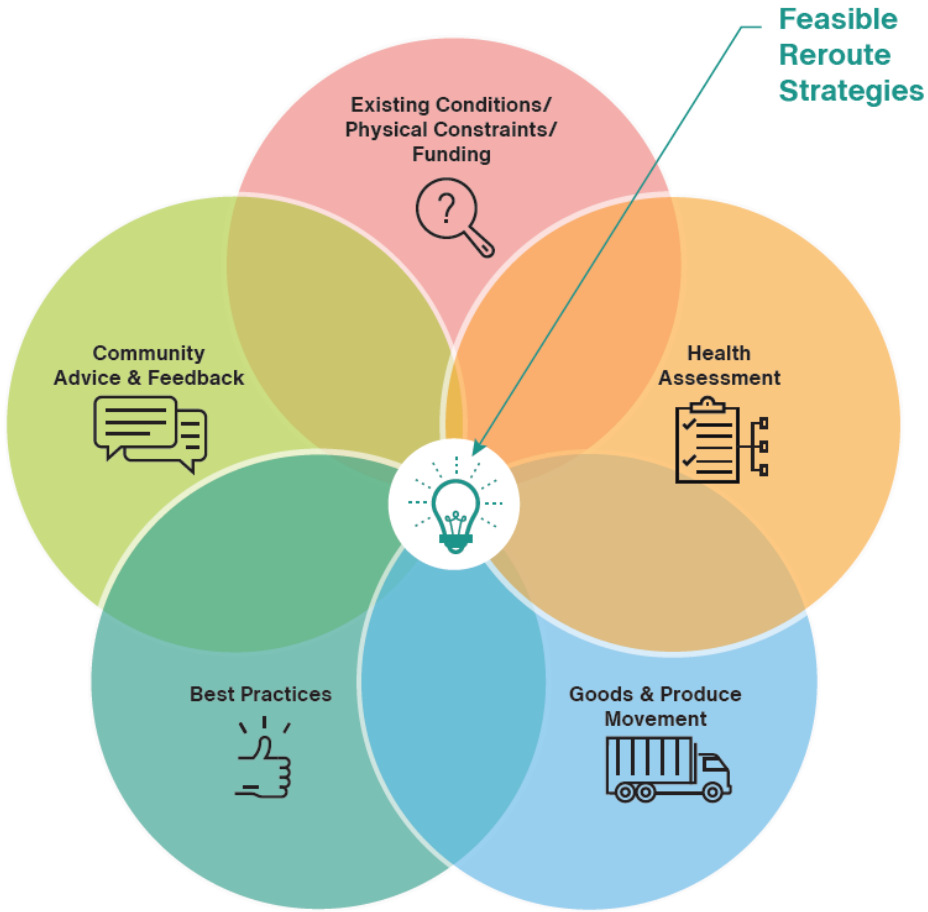 Feasible
Reroute
Strategies
Existing Conditions/
Physical Constraints/
Funding
?
Community
Advice & Feedback
Health
Assessment
Best Practices
Goods & Produce
Movement